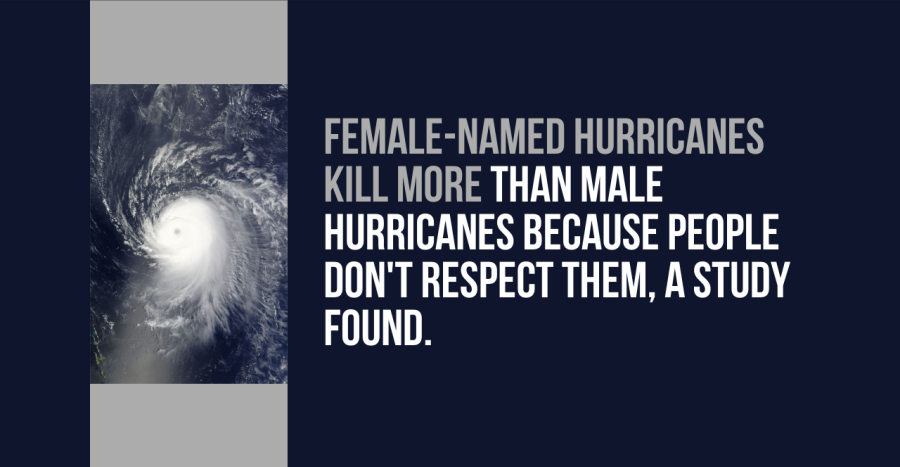 FEMALE-NAMED HURRICANES
KILL MORE THAN MALE
HURRICANES BECAUSE PEOPLE
DON'T RESPECT THEM, A STUDY
FOUND.